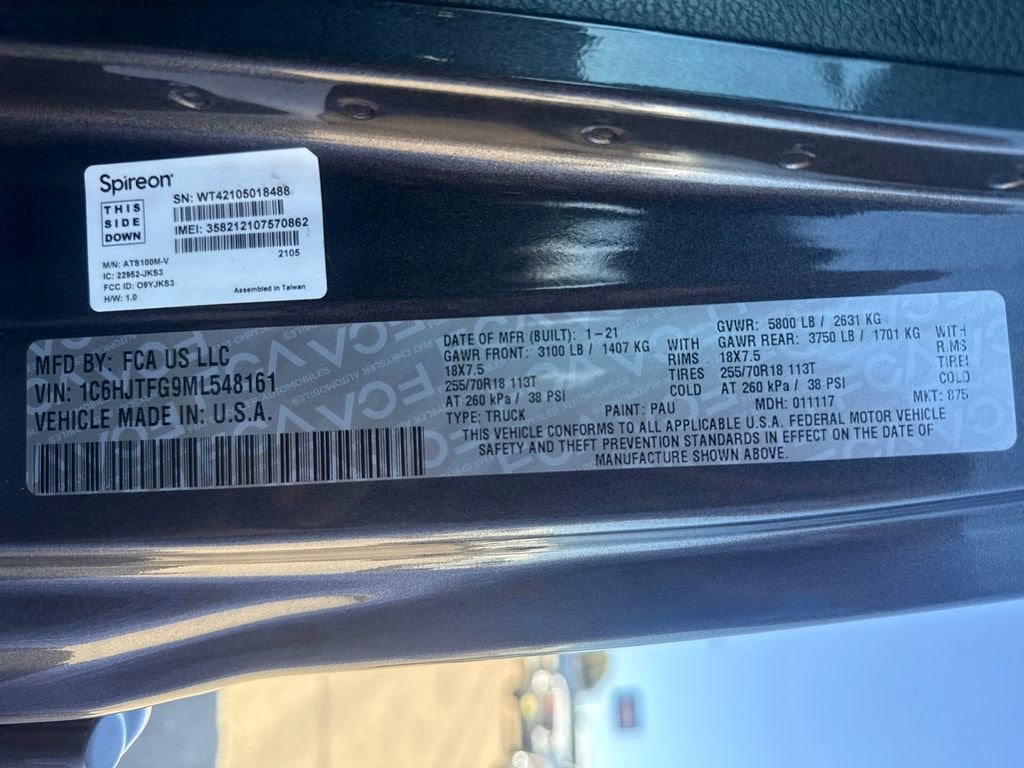 Spireon
THIS
SIDE
DOWN
SN: WT42105018488
IMEI: 358212107570862
2105
M/N: ATS100M-V
IC: 22952-JKS3
FCC ID: O9YJKS3
H/W: 1.0
Assembled in Taiwan
MFD BY: FCA US LLC
VIN: 1C6HJTFG9ML548161
VEHICLE MADE IN: U.S.A.
DATE OF MFR (BUILT): 1-21
GAWR FRONT: 3100 LB / 1407 KG WITH
18X7.5 RIMS
255/70R18 113T TIRES
AT 260 kPa / 38 PSI COLD
GVWR: 5800 LB / 2631 KG
GAWR REAR: 3750 LB / 1701 KG WITH
18X7.5 RIMS
255/70R18 113T TIRES
AT 260 kPa / 38 PSI COLD
TYPE: TRUCK PAINT: PAU MDH: 011117 MKT: 875
THIS VEHICLE CONFORMS TO ALL APPLICABLE U.S.A. FEDERAL MOTOR VEHICLE
SAFETY AND THEFT PREVENTION STANDARDS IN EFFECT ON THE DATE OF
MANUFACTURE SHOWN ABOVE.